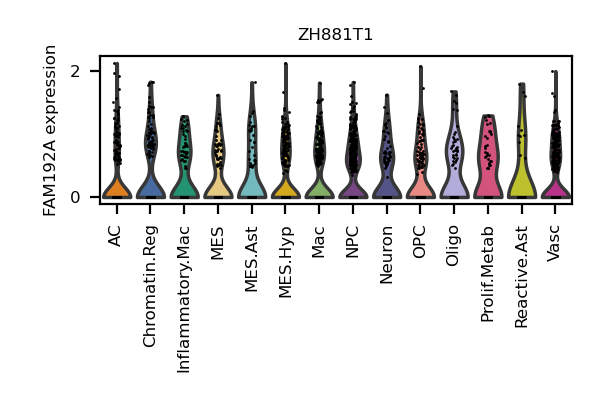 ZH881T1
FAM192A expression
2
0
AC
Chromatin.Reg
Inflammatory.Mac
MES
MES.Ast
MES.Hyp
Mac
NPC
Neuron
OPC
Oligo
Prolif.Metab
Reactive.Ast
Vasc